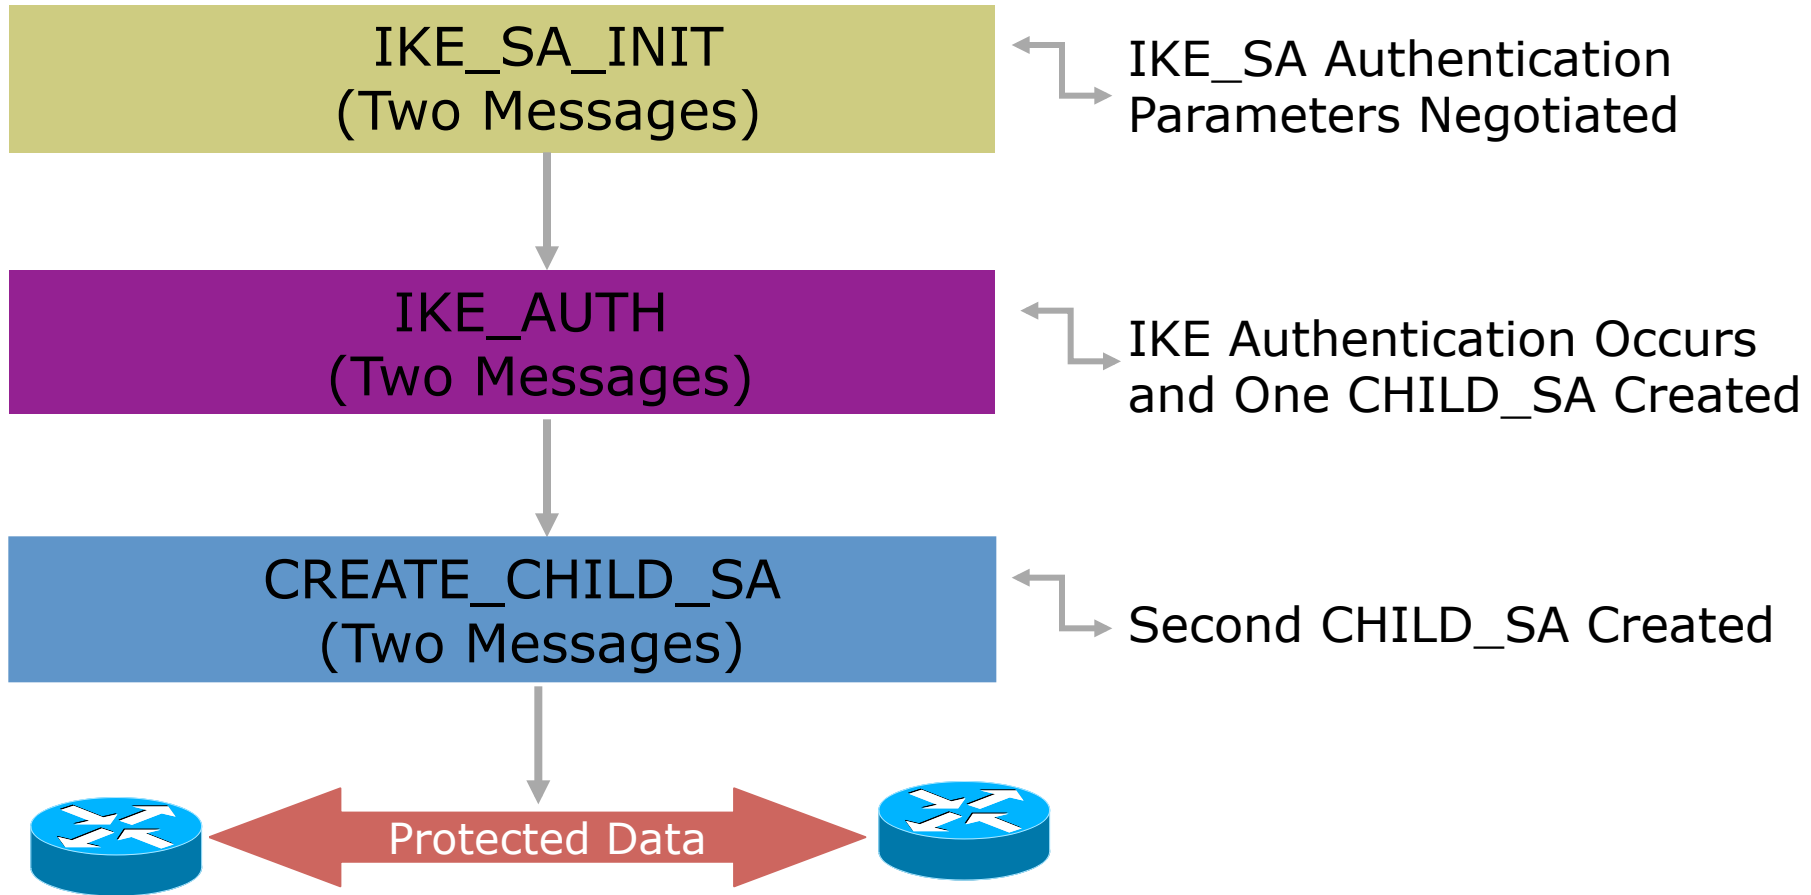 IKE_SA_INIT
(Two Messages)
IKE_SA Authentication
Parameters Negotiated
IKE_AUTH
(Two Messages)
IKE Authentication Occurs
and One CHILD_SA Created
CREATE_CHILD_SA
(Two Messages)
Second CHILD_SA Created
Protected Data